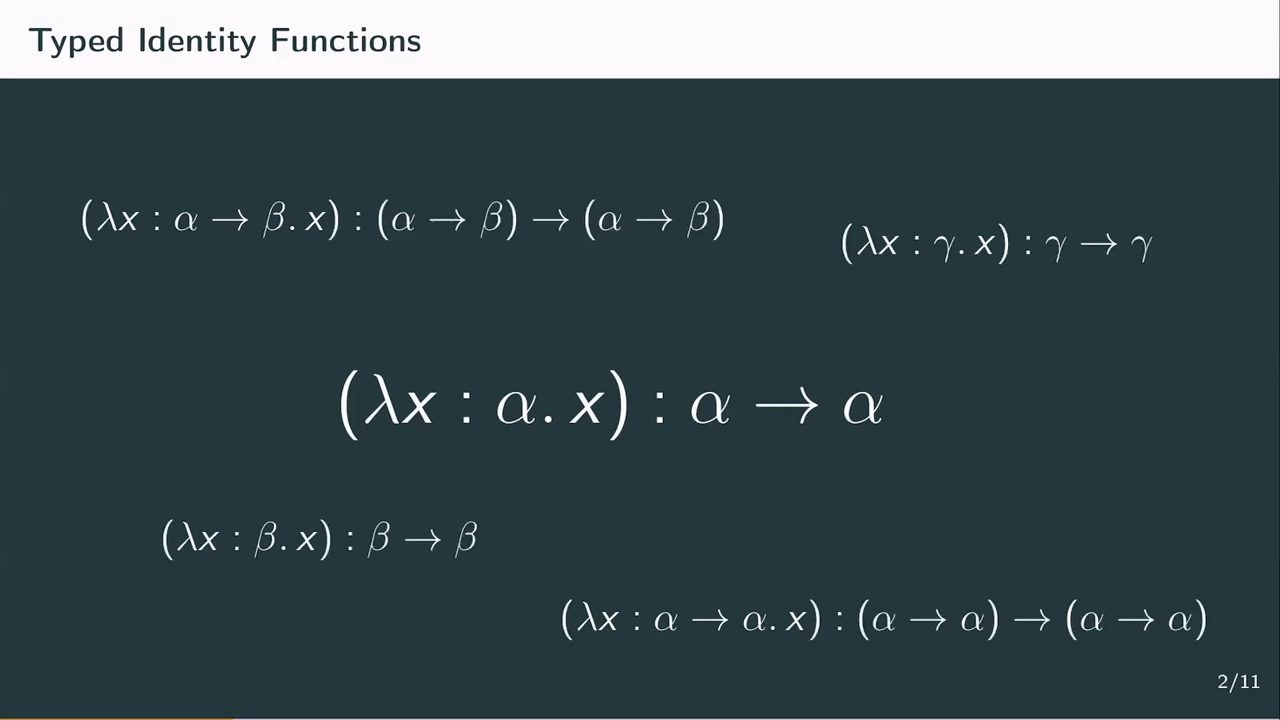 Typed Identity Functions
(λx : α → β. x) : (α → β) → (α → β)
(λx : γ. x) : γ → γ
(λx : α. x) : α → α
(λx : β. x) : β → β
(λx : α → α. x) : (α → α) → (α → α)
2/11